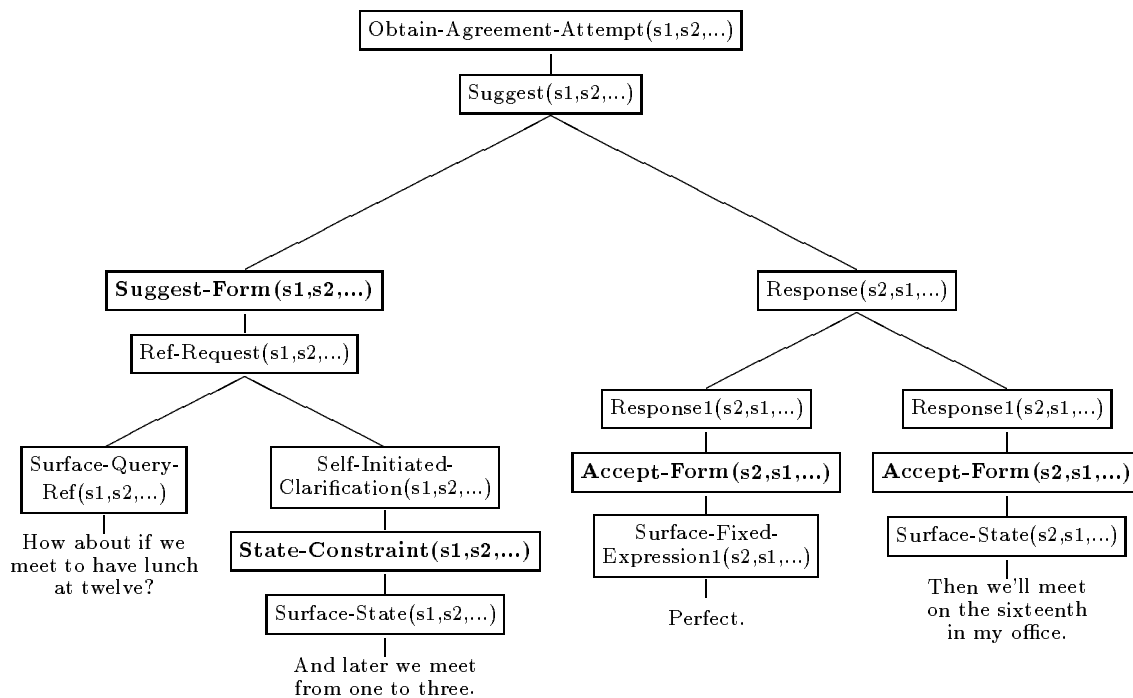 Obtain-Agreement-Attempt(s1,s2,...)
Suggest(s1,s2,...)
Suggest-Form(s1,s2,...)
Response(s2,s1,...)
Ref-Request(s1,s2,...)
Response1(s2,s1,...)
Response1(s2,s1,...)
Surface-Query-
Ref(s1,s2,...)
Self-Initiated-
Clarification(s1,s2,...)
Accept-Form(s2,s1,...)
Accept-Form(s2,s1,...)
How about if we
meet to have lunch
at twelve?
State-Constraint(s1,s2,...)
Surface-Fixed-
Expression1(s2,s1,...)
Surface-State(s2,s1,...)
Surface-State(s1,s2,...)
Perfect.
Then we'll meet
on the sixteenth
in my office.
And later we meet
from one to three.